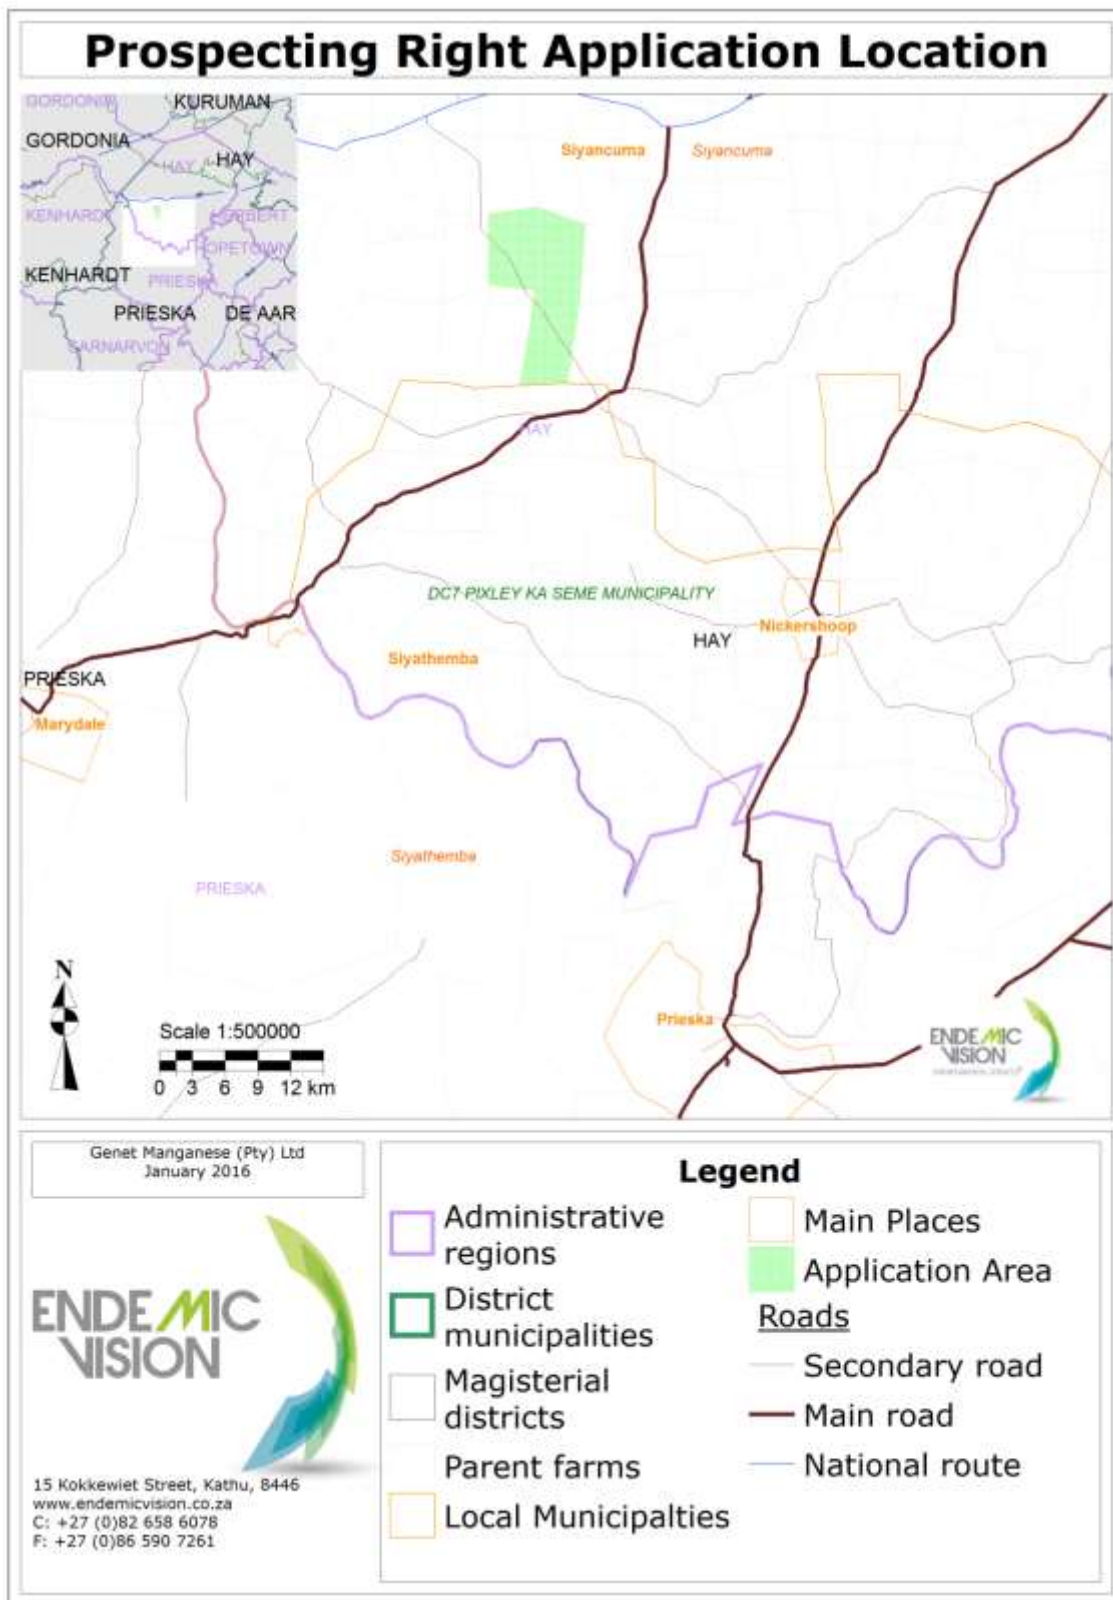 Prospecting Right Application Location
GORDONIA
KURUMAN
GORDONIA
HAY
HAY
KENHARDT
HERBERT
HOPETOWN
KENHARDT
PRIESKA
PRIESKA
DE AAR
CARNARVON
Siyancuma
Siyancuma
HAY
DC7 PIXLEY KA SEME MUNICIPALITY
Nickershoop
HAY
Siyathemba
PRIESKA
Marydale
Siyathemba
PRIESKA
N
Scale 1:500000
0 3 6 9 12 km
Prieska
ENDEMIC
VISION
Genet Manganese (Pty) Ltd
January 2016
ENDEMIC
VISION
15 Kokkewiet Street, Kathu, 8446
www.endemicvision.co.za
C: +27 (0)82 658 6078
F: +27 (0)86 590 7261
Legend
Administrative
regions
District
municipalities
Magisterial
districts
Parent farms
Local Municipalties
Main Places
Application Area
Roads
Secondary road
Main road
National route